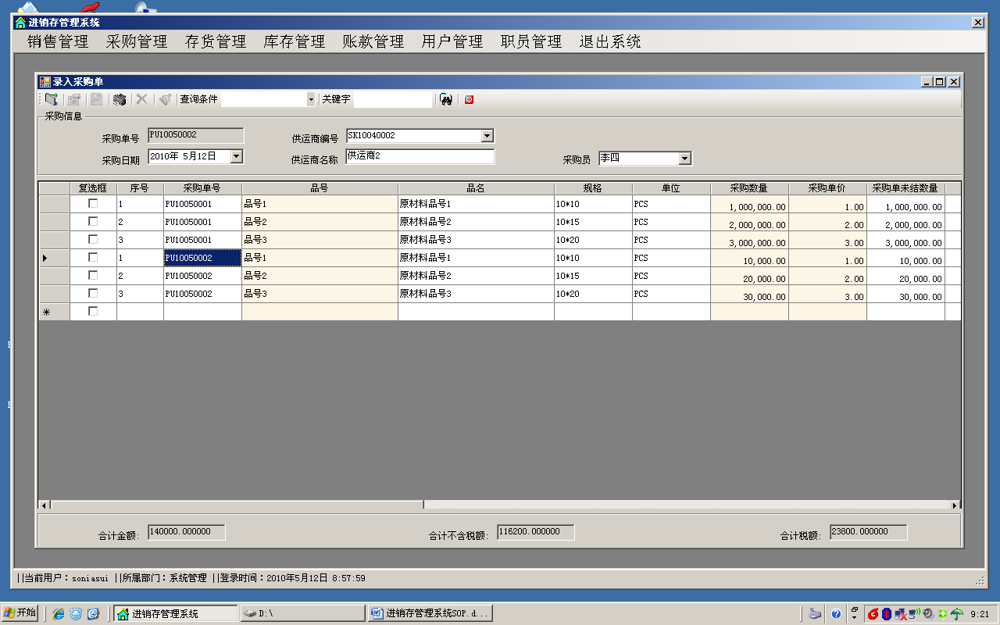 进销存管理系统
销售管理 采购管理 存货管理 库存管理 账款管理 用户管理 职员管理 退出系统
录入采购单
查询条件 关键字
采购信息
采购单号 PU10050002 供运商编号 SK10040002
采购日期 2010年 5月12日 供运商名称 供运商2 采购员 李四
复选框 序号 采购单号 品号 品名 规格 单位 采购数量 采购单价 采购单未结数量
1 PU10050001 品号1 原材料品号1 10*10 PCS 1,000,000.00 1.00 1,000,000.00
2 PU10050001 品号2 原材料品号2 10*15 PCS 2,000,000.00 2.00 2,000,000.00
3 PU10050001 品号3 原材料品号3 10*20 PCS 3,000,000.00 3.00 3,000,000.00
1 PU10050002 品号1 原材料品号1 10*10 PCS 10,000.00 1.00 10,000.00
2 PU10050002 品号2 原材料品号2 10*15 PCS 20,000.00 2.00 20,000.00
3 PU10050002 品号3 原材料品号3 10*20 PCS 30,000.00 3.00 30,000.00
合计金额: 140000.000000 合计不含税额: 116200.000000 合计税额: 23800.000000
||当前用户：soniasui ||所属部门：系统管理 ||登录时间：2010年5月12日 8:57:59
开始 进销存管理系统 D:\ 进销存管理系统SOP.d... 9:21